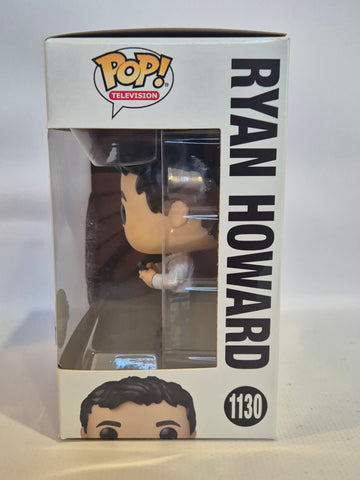 POP!
TELEVISION
RYAN HOWARD
1130